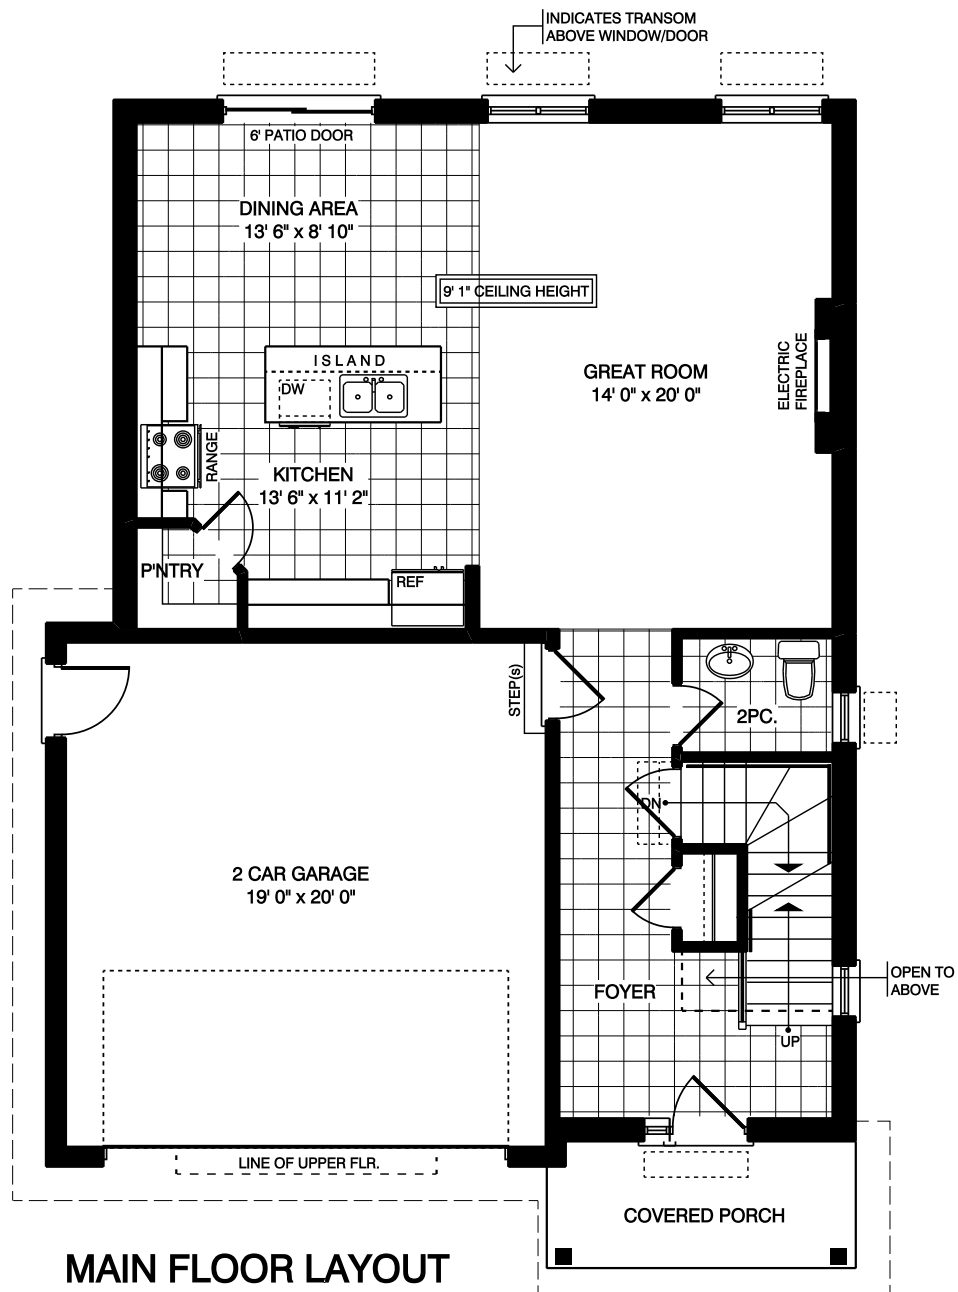 INDICATES TRANSOM
ABOVE WINDOW/DOOR
6' PATIO DOOR
DINING AREA
13' 6" x 8' 10"
9' 1" CEILING HEIGHT
ISLAND
DW
GREAT ROOM
14' 0" x 20' 0"
ELECTRIC
FIREPLACE
RANGE
KITCHEN
13' 6" x 11' 2"
P'NTRY
REF
STEP(s)
2PC.
DN
2 CAR GARAGE
19' 0" x 20' 0"
FOYER
OPEN TO
ABOVE
UP
LINE OF UPPER FLR.
COVERED PORCH
MAIN FLOOR LAYOUT